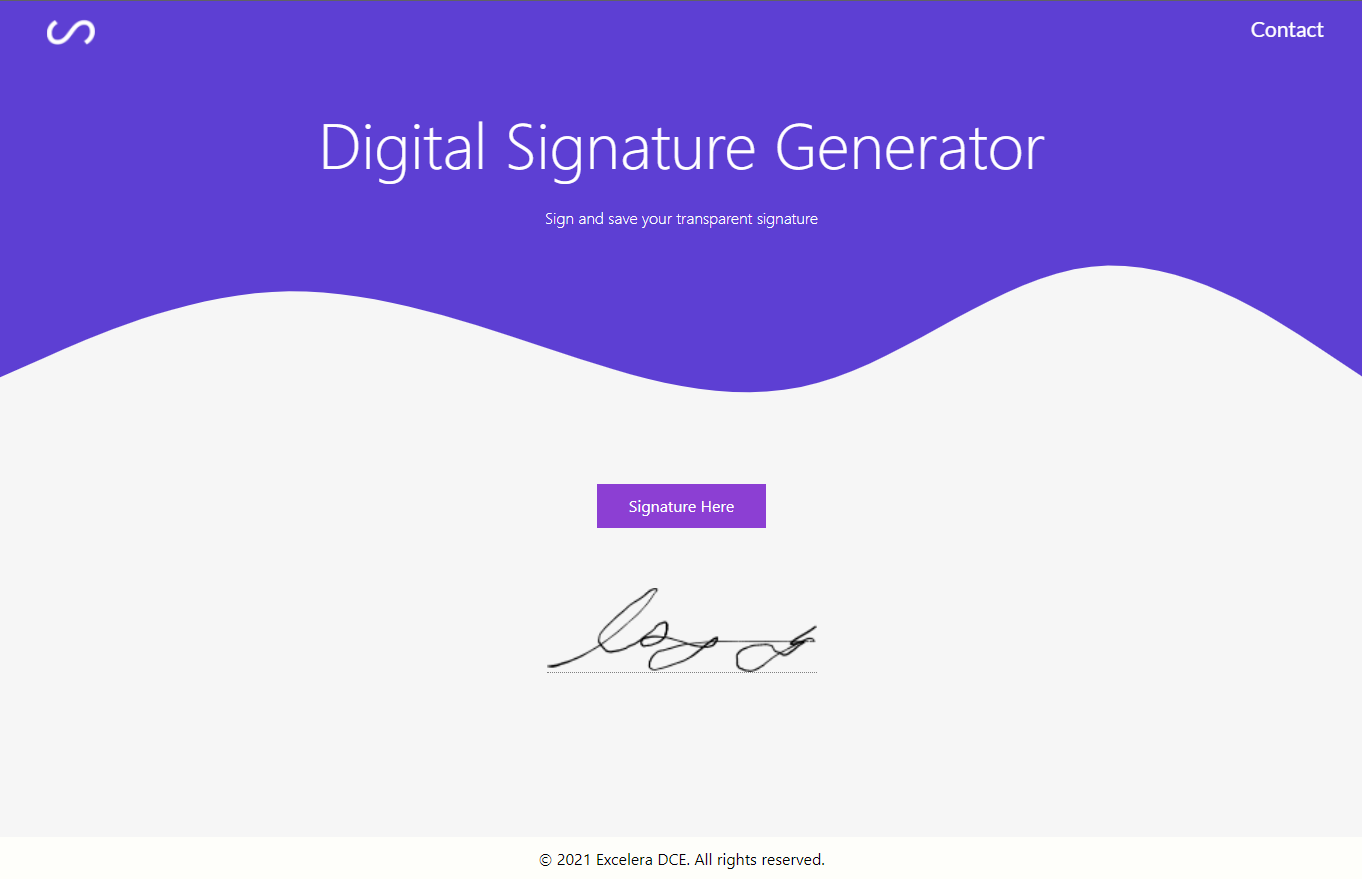 Contact
Digital Signature Generator
Sign and save your transparent signature
Signature Here
© 2021 Excelera DCE. All rights reserved.